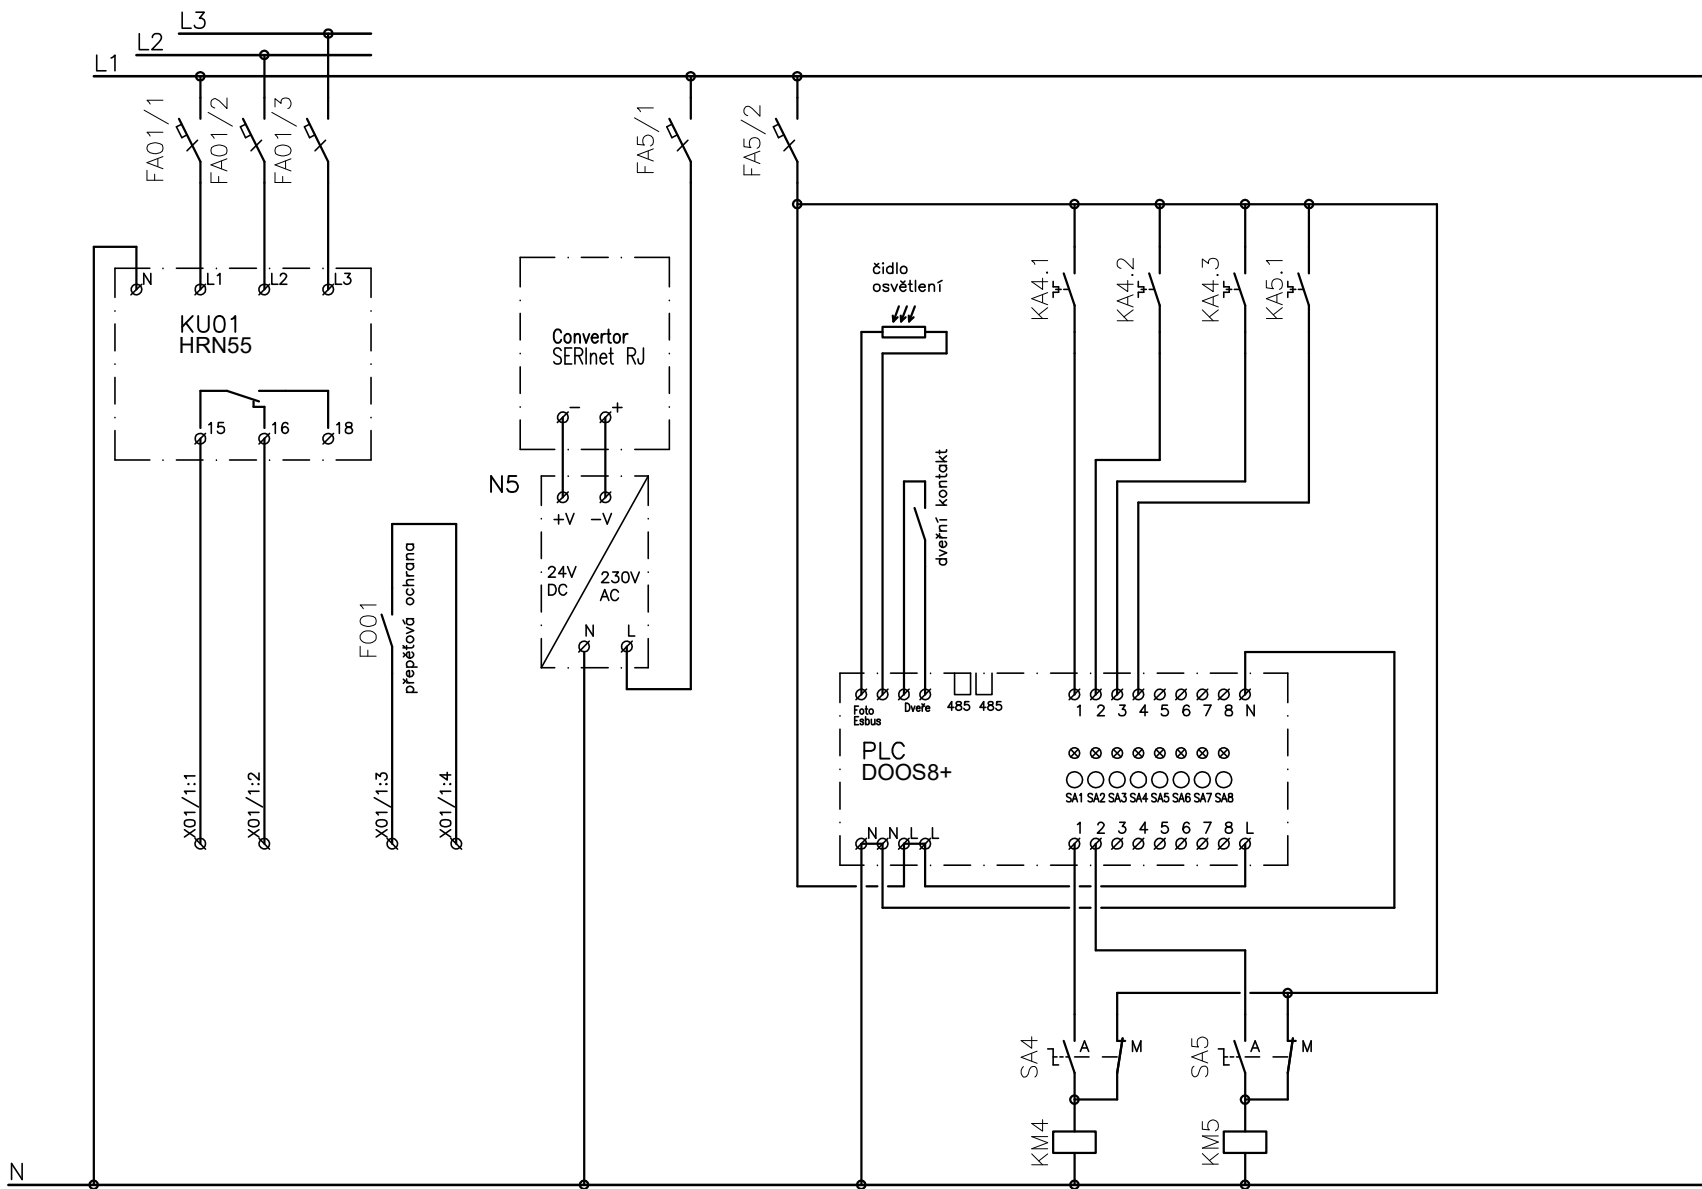 L3
L2
L1
FA01/1
FA01/2
FA01/3
FA5/1
FA5/2
N
L1
L2
L3
KU01
HRN55
15
16
18
Convertor
SERInet RJ
-
+
N5
+V
-V
24V
DC
230V
AC
N
L
čidlo
osvětlení
dveřní kontakt
KA4.1
KA4.2
KA4.3
KA5.1
FO01
přepěťová ochrana
X01/1:1
X01/1:2
X01/1:3
X01/1:4
Foto
Esbus
Dveře
485
485
1 2 3 4 5 6 7 8 N
PLC
DOOS8+
SA1 SA2 SA3 SA4 SA5 SA6 SA7 SA8
N N L L
1 2 3 4 5 6 7 8 L
SA4
A
M
SA5
A
M
KM4
KM5
N